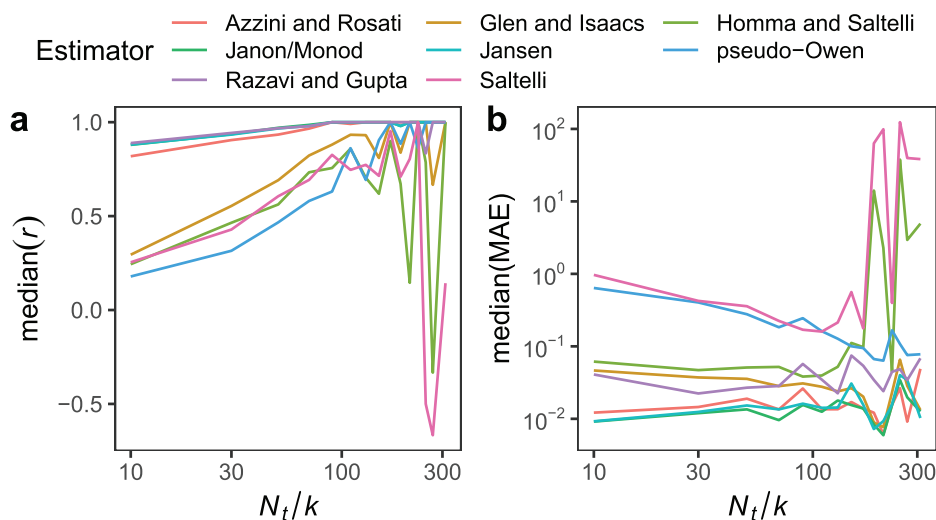 Estimator
Azzini and Rosati
Glen and Isaacs
Homma and Saltelli
Janon/Monod
Jansen
pseudo−Owen
Razavi and Gupta
Saltelli
a
median(r)
1.0
0.5
0.0
−0.5
10
30
100
300
Nt/k
b
median(MAE)
10^2
10^1
10^0
10^−1
10^−2
10
30
100
300
Nt/k